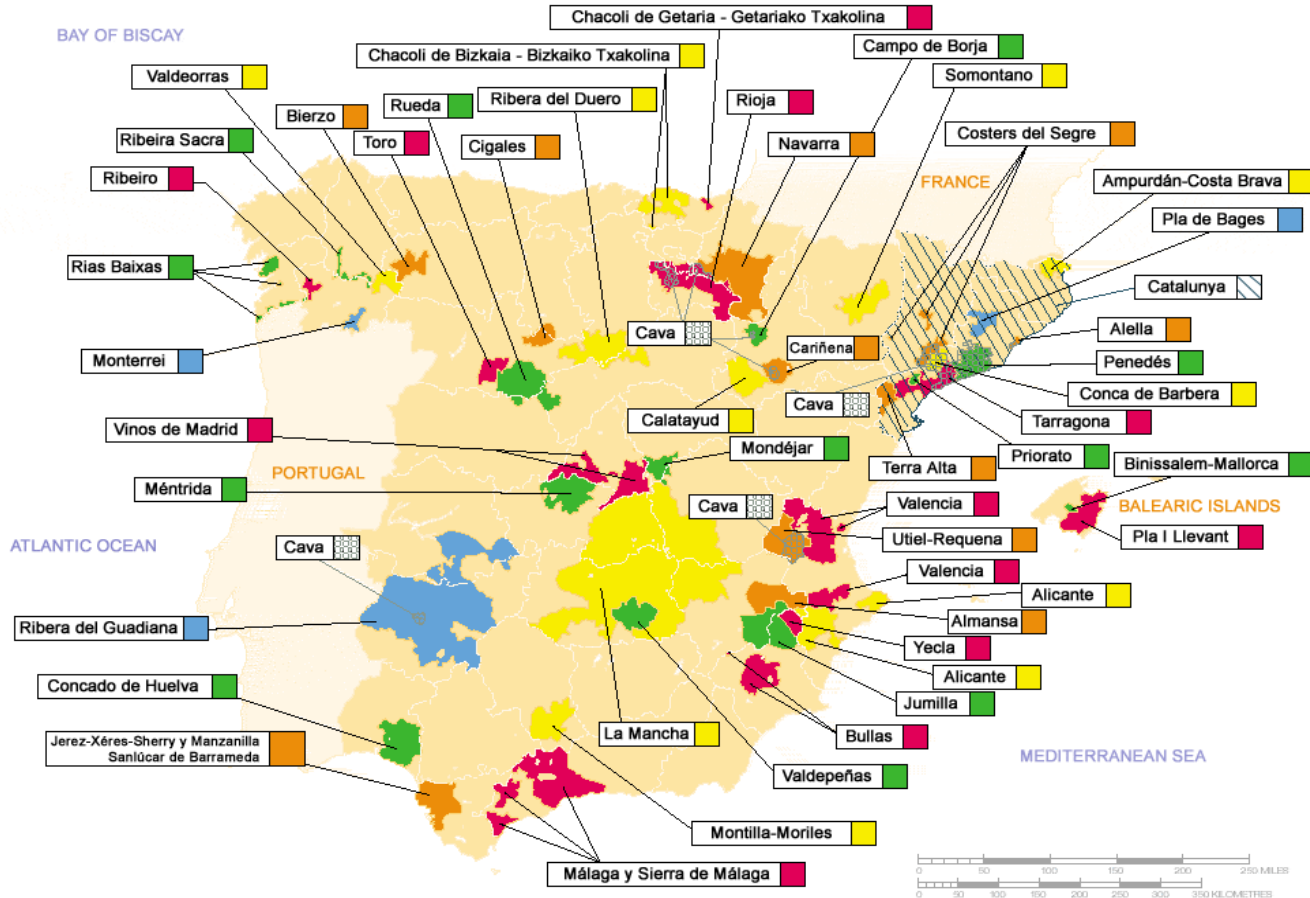 Chacoli de Getaria - Getariako Txakolina
BAY OF BISCAY
Campo de Borja
Chacoli de Bizkaia - Bizkaiko Txakolina
Valdeorras
Somontano
Ribera del Duero
Rioja
Rueda
Bierzo
Costers del Segre
Ribeira Sacra
Toro
Cigales
Navarra
Ribeiro
FRANCE
Ampurdán-Costa Brava
Pla de Bages
Rias Baixas
Catalunya
Cava
Alella
Cariñena
Monterrei
Penedés
Conca de Barbera
Cava
Calatayud
Tarragona
Vinos de Madrid
Mondéjar
Priorato
Terra Alta
Binissalem-Mallorca
PORTUGAL
Méntrida
Cava
Valencia
BALEARIC ISLANDS
Utiel-Requena
Pla I Llevant
ATLANTIC OCEAN
Cava
Valencia
Alicante
Almansa
Ribera del Guadiana
Yecla
Alicante
Concado de Huelva
Jumilla
La Mancha
Bullas
Jerez-Xéres-Sherry y Manzanilla
Sanlúcar de Barrameda
MEDITERRANEAN SEA
Valdepeñas
Montilla-Moriles
Málaga y Sierra de Málaga
0 50 100 150 200 250 MILES
0 50 100 150 200 250 300 350 KILOMETRES